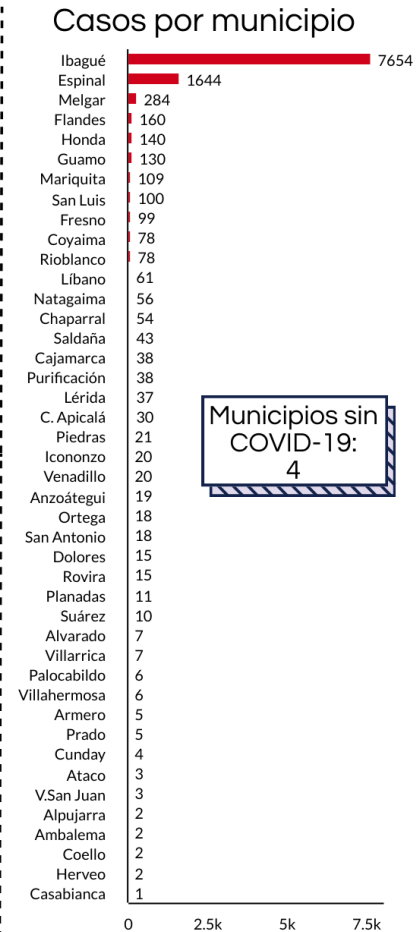 Casos por municipio
Ibagué 7654
Espinal 1644
Melgar 284
Flandes 160
Honda 140
Guamo 130
Mariquita 109
San Luis 100
Fresno 99
Coyaima 78
Rioblanco 78
Líbano 61
Natagaima 56
Chaparral 54
Saldaña 43
Cajamarca 38
Purificación 38
Lérida 37
C. Apicalá 30
Piedras 21
Icononzo 20
Venadillo 20
Anzoátegui 19
Ortega 18
San Antonio 18
Dolores 15
Rovira 15
Planadas 11
Suárez 10
Alvarado 7
Villarrica 7
Palocabildo 6
Villahermosa 6
Armero 5
Prado 5
Cunday 4
Ataco 3
V.San Juan 3
Alpujarra 2
Ambalema 2
Coello 2
Herveo 2
Casabianca 1
0 2.5k 5k 7.5k
Municipios sin
COVID-19:
4